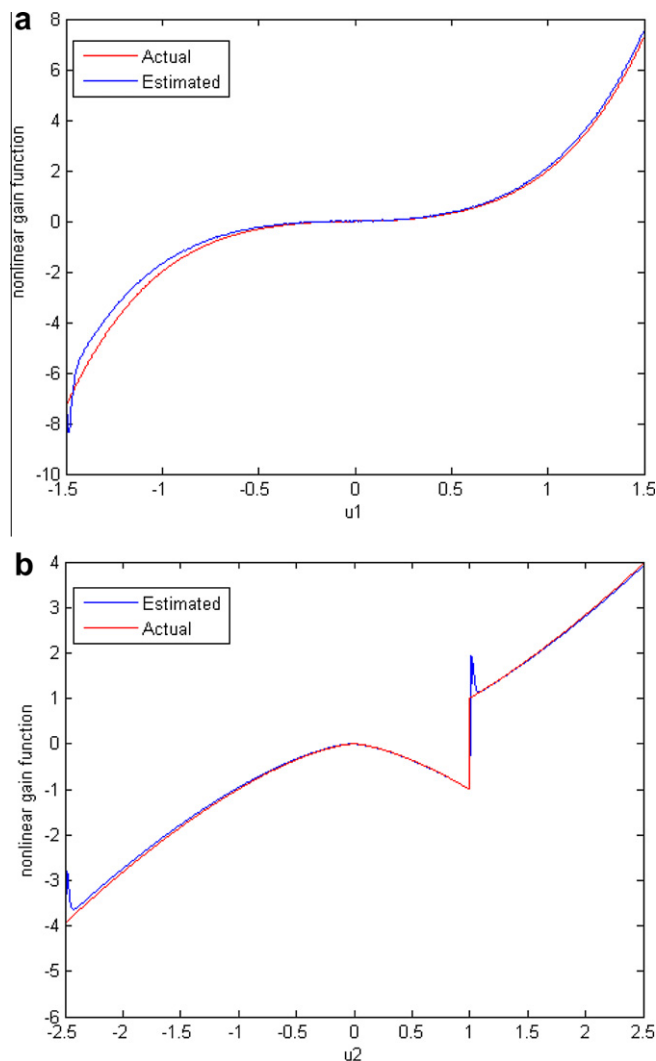 a
8
6
4
2
0
-2
-4
-6
-8
-10
nonlinear gain function
Actual
Estimated
-1.5 -1 -0.5 0 0.5 1 1.5
u1
b
4
3
2
1
0
-1
-2
-3
-4
-5
-6
nonlinear gain function
Estimated
Actual
-2.5 -2 -1.5 -1 -0.5 0 0.5 1 1.5 2 2.5
u2